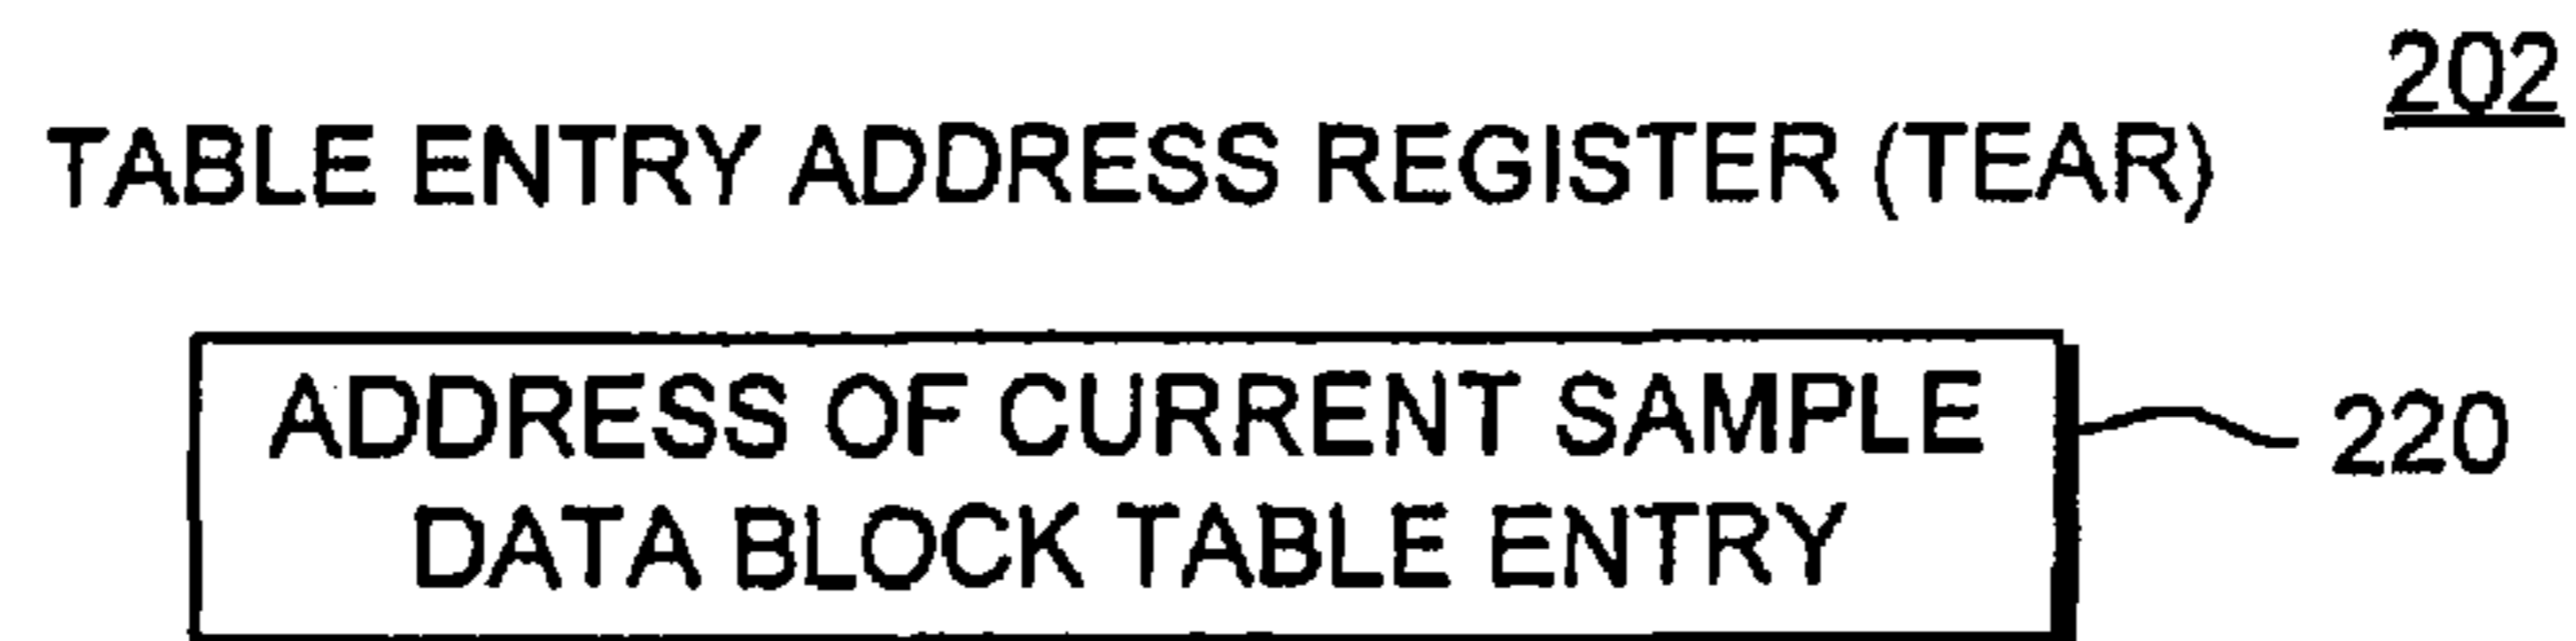 202
TABLE ENTRY ADDRESS REGISTER (TEAR)
ADDRESS OF CURRENT SAMPLE
DATA BLOCK TABLE ENTRY
220